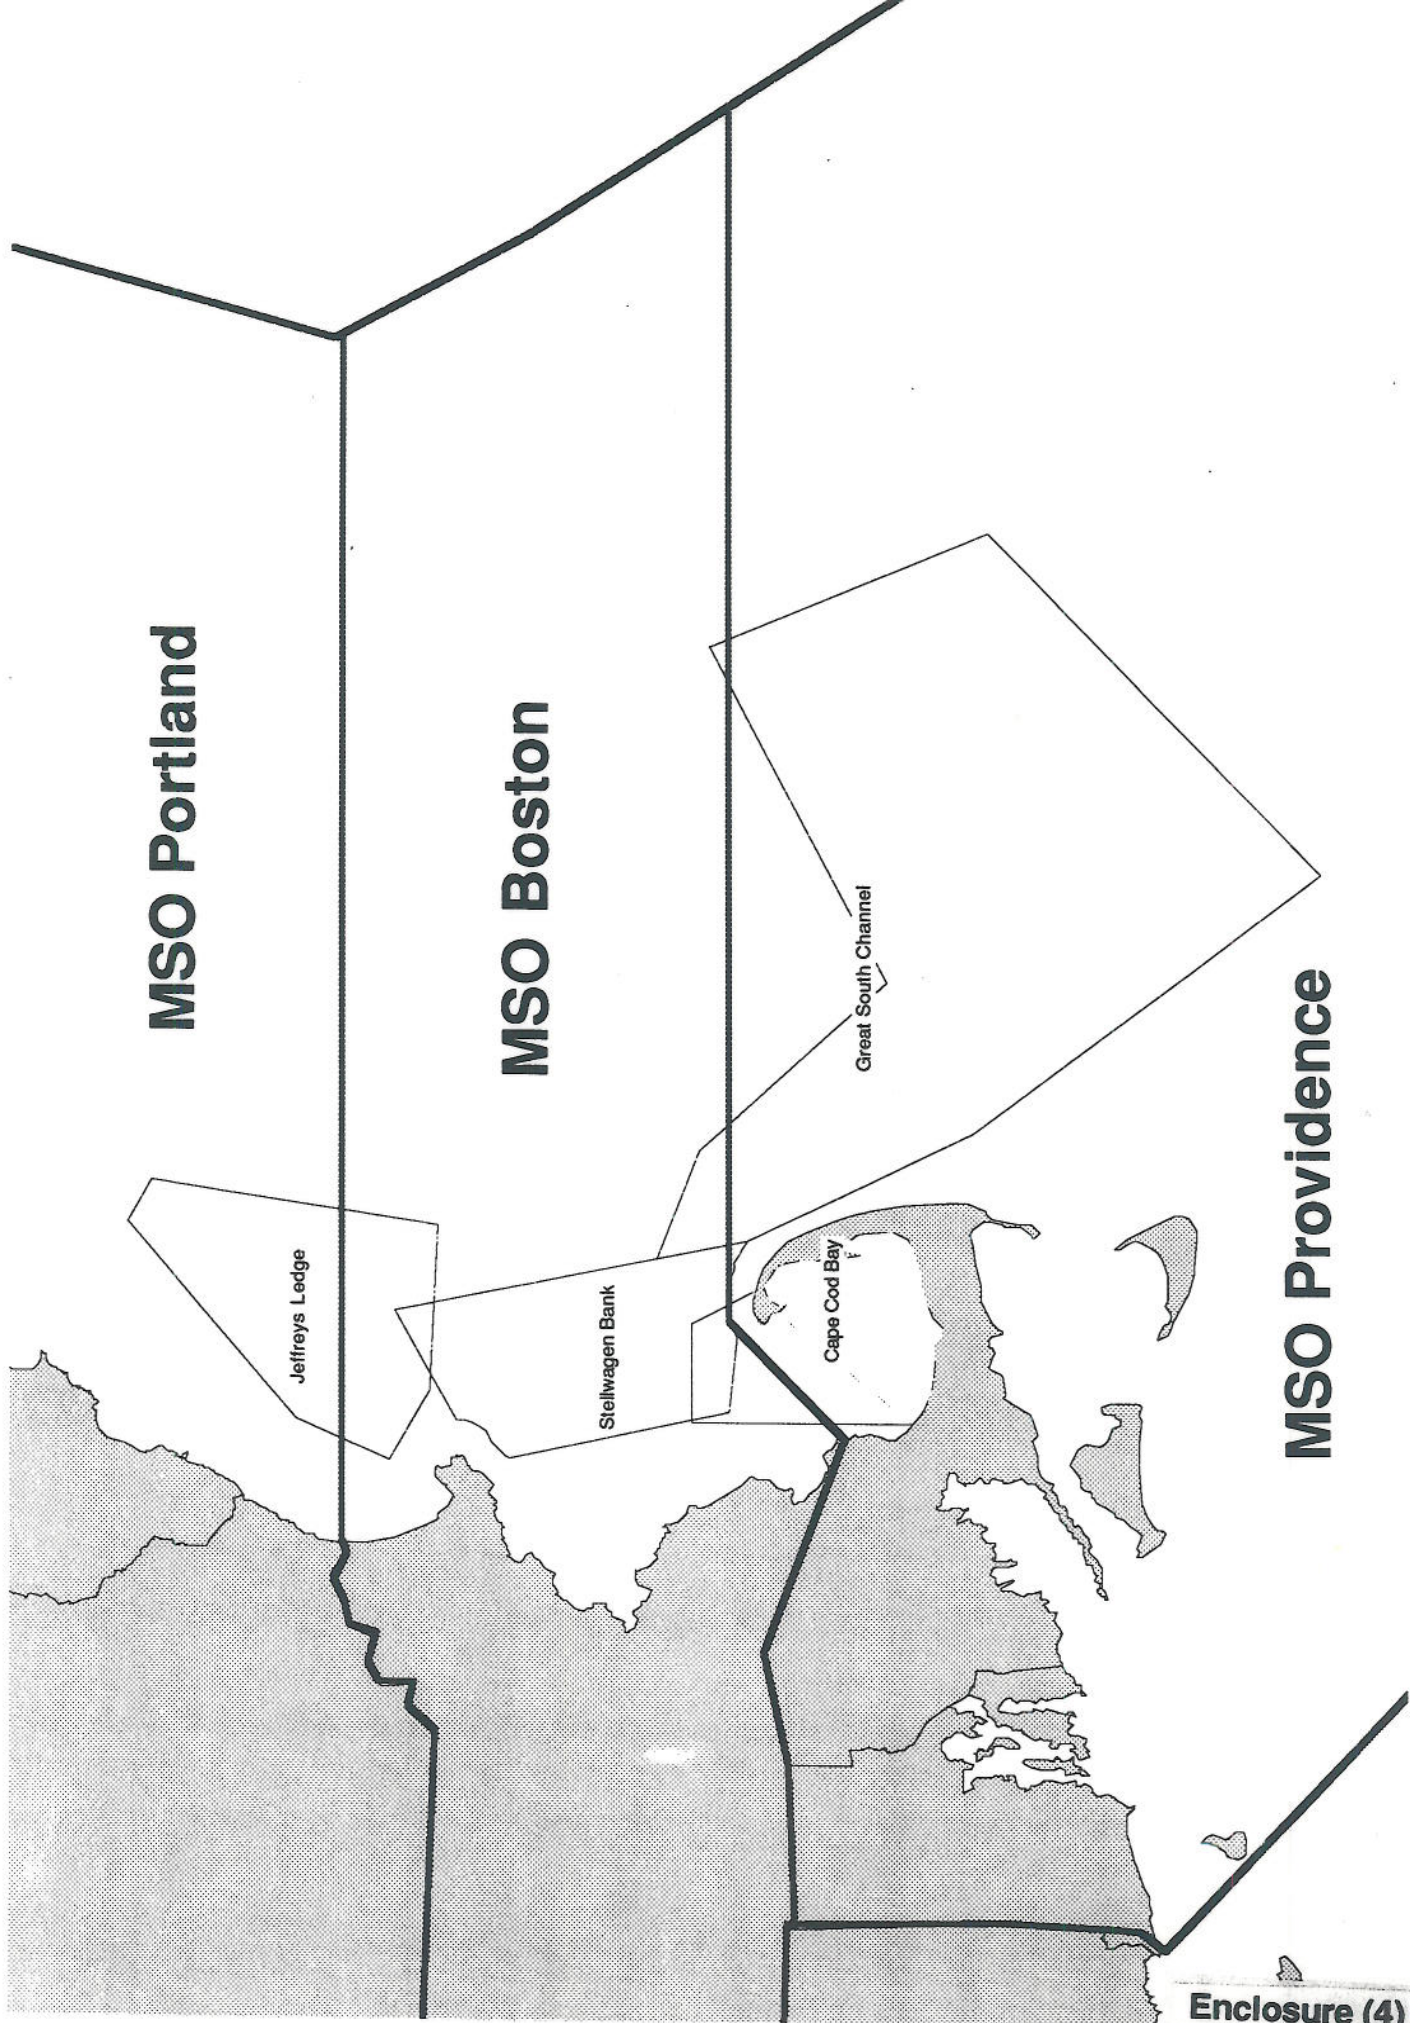 MSO Portland
Jeffreys Ledge
MSO Boston
Stellwagen Bank
Great South Channel
Cape Cod Bay
MSO Providence
Enclosure (4)